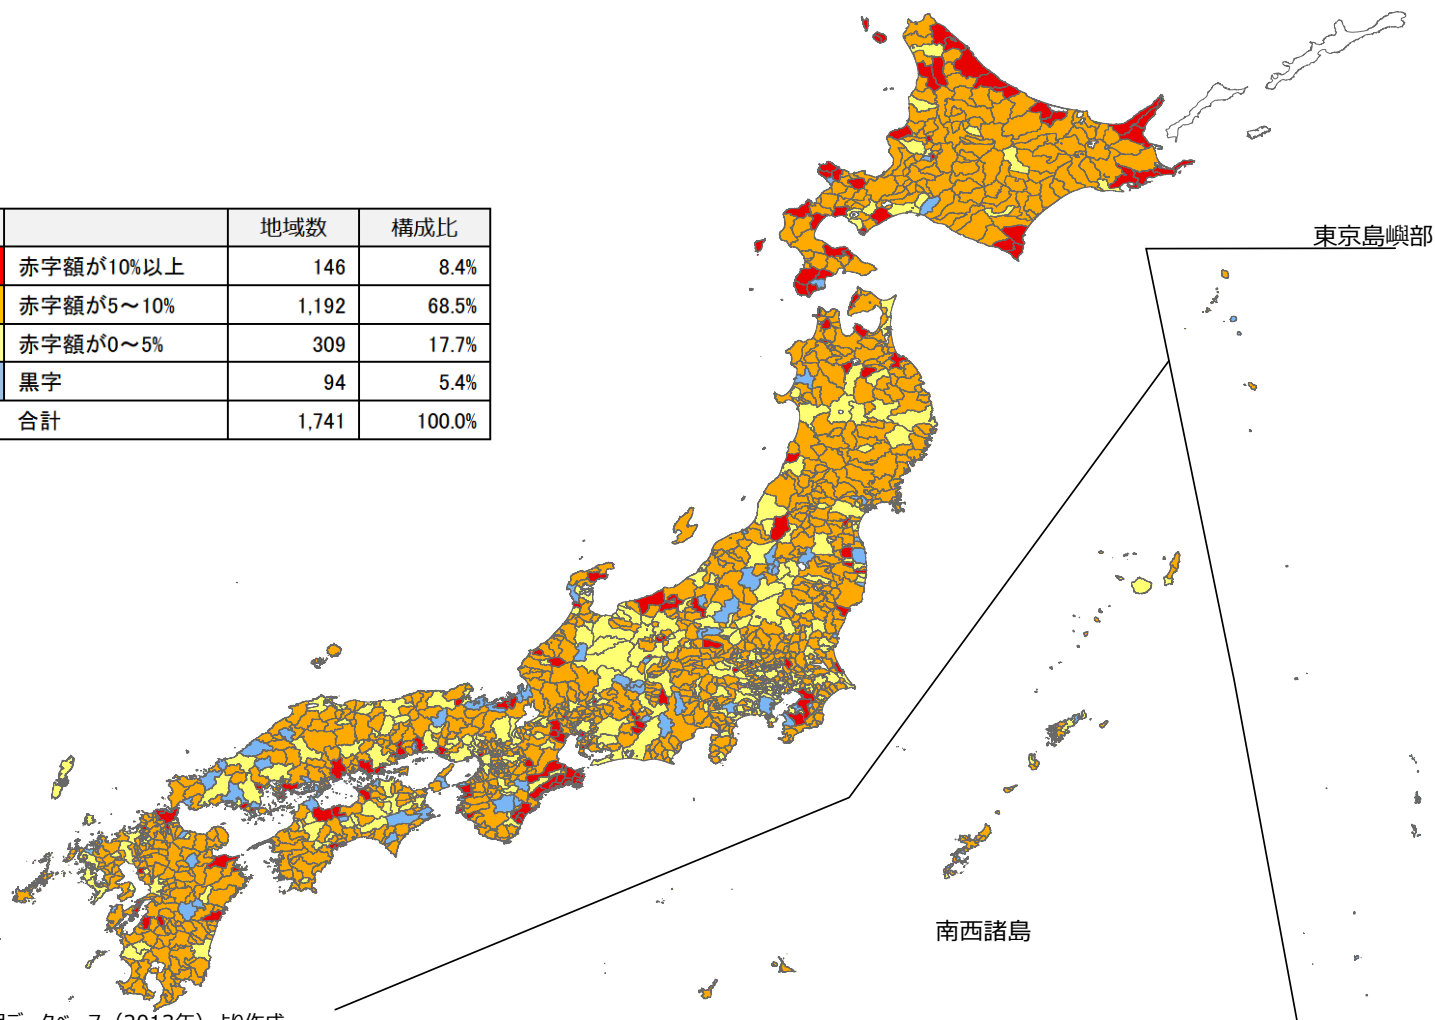 地域数 構成比
赤字額が10%以上 146 8.4%
赤字額が5～10% 1,192 68.5%
赤字額が0～5% 309 17.7%
黒字 94 5.4%
合計 1,741 100.0%
東京島嶼部
南西諸島